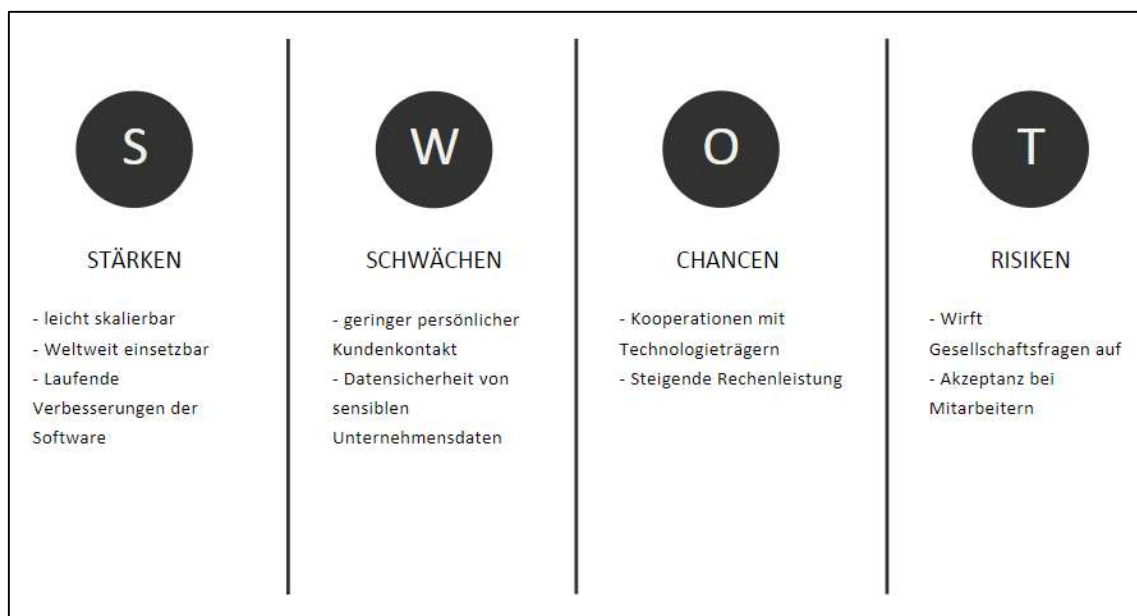 S
STÄRKEN
- leicht skalierbar
- Weltweit einsetzbar
- Laufende
Verbesserungen der
Software
W
SCHWÄCHEN
- geringer persönlicher
Kundenkontakt
- Datensicherheit von
sensiblen
Unternehmensdaten
O
CHANCEN
- Kooperationen mit
Technologieträgern
- Steigende Rechenleistung
T
RISIKEN
- Wirft
Gesellschaftsfragen auf
- Akzeptanz bei
Mitarbeitern